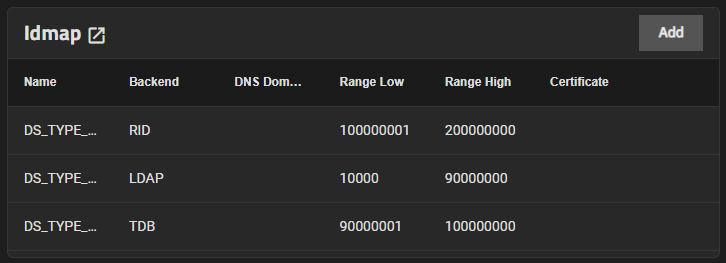 Idmap
Add
Name Backend DNS Dom... Range Low Range High Certificate
DS_TYPE_... RID 100000001 200000000
DS_TYPE_... LDAP 10000 90000000
DS_TYPE_... TDB 90000001 100000000